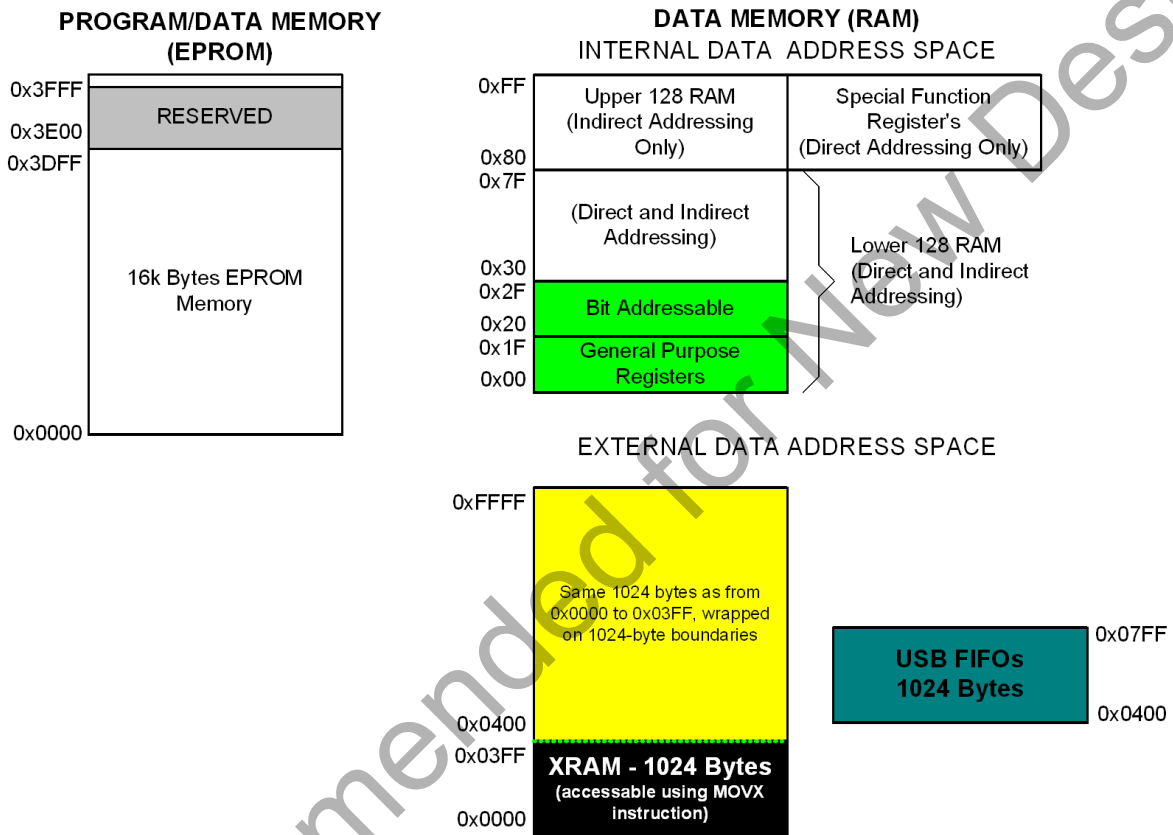 PROGRAM/DATA MEMORY
(EPROM)
0x3FFF
RESERVED
0x3E00
0x3DFF
16k Bytes EPROM
Memory
0x0000
DATA MEMORY (RAM)
INTERNAL DATA ADDRESS SPACE
0xFF
Upper 128 RAM
(Indirect Addressing
Only)
0x80
Special Function
Register's
(Direct Addressing Only)
0x7F
(Direct and Indirect
Addressing)
0x30
Lower 128 RAM
(Direct and Indirect
Addressing)
0x2F
Bit Addressable
0x20
0x1F
General Purpose
Registers
0x00
EXTERNAL DATA ADDRESS SPACE
0xFFFF
Same 1024 bytes as from
0x0000 to 0x03FF, wrapped
on 1024-byte boundaries
0x0400
0x03FF
XRAM - 1024 Bytes
(accessable using MOVX
instruction)
0x0000
USB FIFOs
1024 Bytes
0x07FF
0x0400
mended for New Des